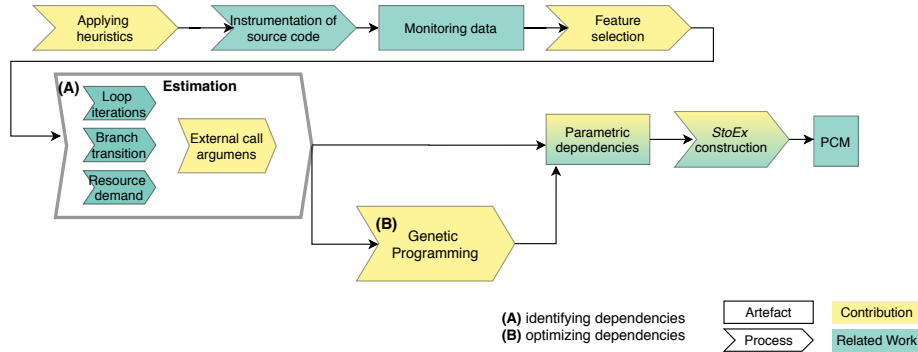 Applying
heuristics
Instrumentation of
source code
Monitoring data
Feature
selection
(A)
Estimation
Loop
iterations
Branch
transition
Resource
demand
External call
argumens
Parametric
dependencies
StoEx
construction
PCM
(B)
Genetic
Programming
(A) identifying dependencies
(B) optimizing dependencies
Artefact
Contribution
Process
Related Work